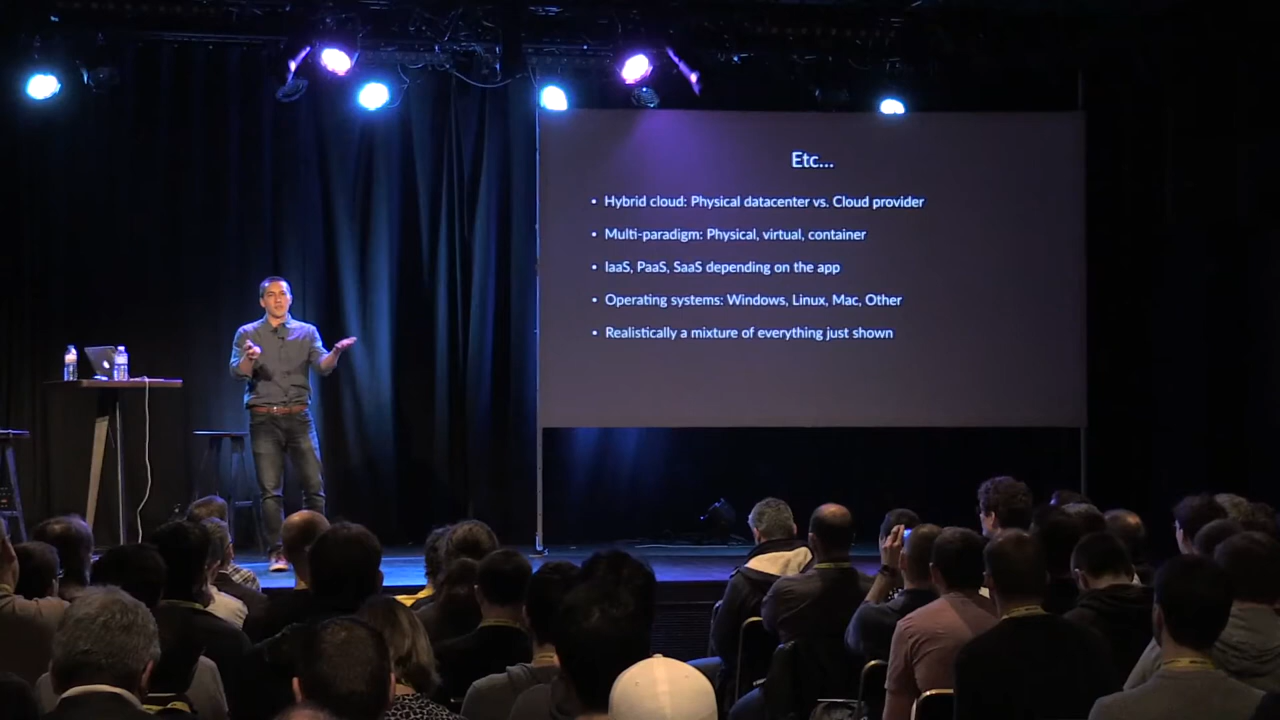 Etc...
• Hybrid cloud: Physical datacenter vs. Cloud provider
• Multi-paradigm: Physical, virtual, container
• IaaS, PaaS, SaaS depending on the app
• Operating systems: Windows, Linux, Mac, Other
• Realistically a mixture of everything just shown